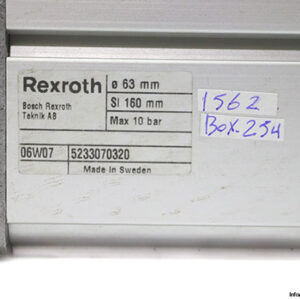 Rexroth
ø 63 mm
Bosch Rexroth
Teknik AB
Sl 160 mm
Max 10 bar
06W07
5233070320
Made in Sweden
1562
Box.254